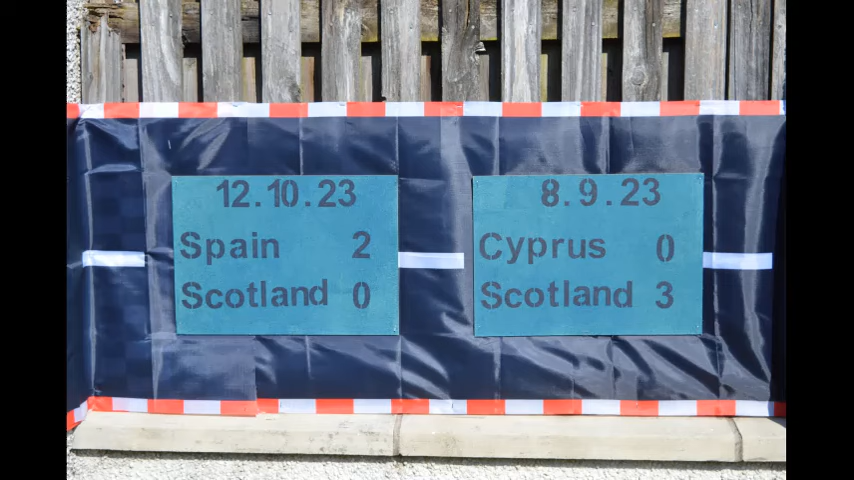 12.10.23
Spain 2
Scotland 0
8.9.23
Cyprus 0
Scotland 3